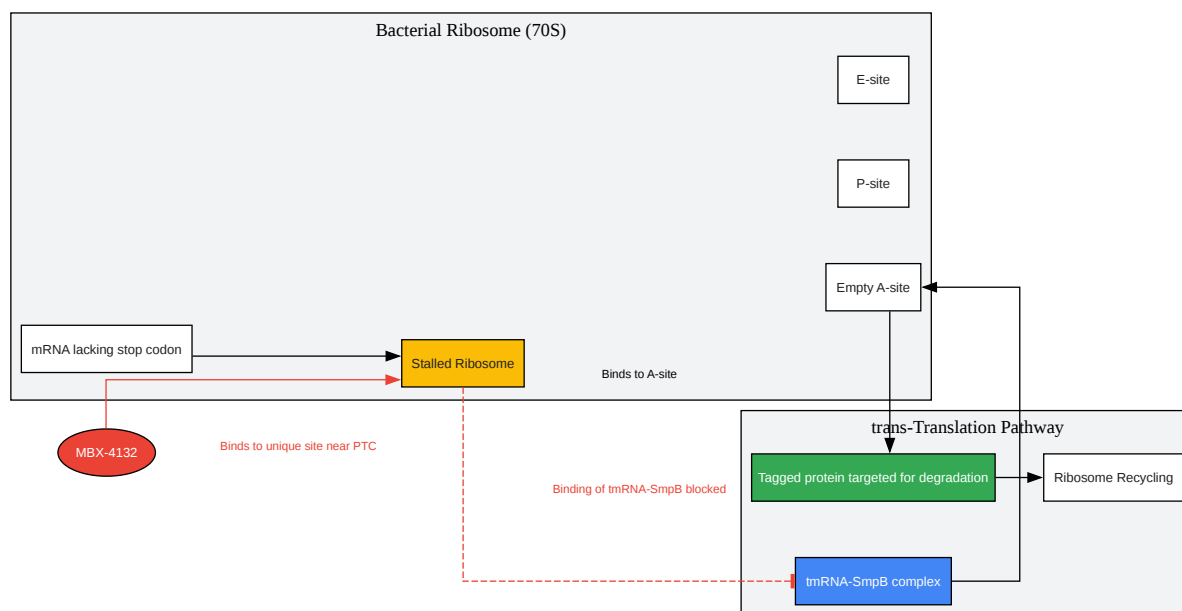 Bacterial Ribosome (70S)
E-site
P-site
Empty A-site
mRNA lacking stop codon
Stalled Ribosome
Binds to A-site
MBX-4132
Binds to unique site near PTC
trans-Translation Pathway
Tagged protein targeted for degradation
Ribosome Recycling
Binding of tmRNA-SmpB blocked
tmRNA-SmpB complex